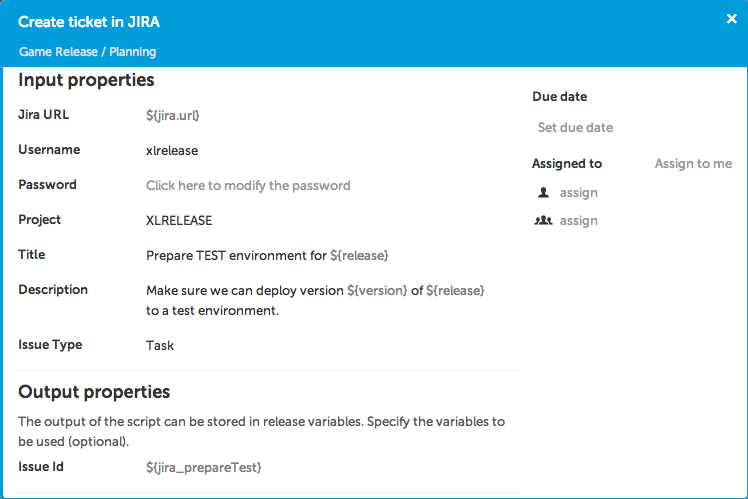 Create ticket in JIRA
Game Release / Planning
Input properties
Jira URL ${jira.url}
Username xlrelease
Password Click here to modify the password
Project XLRELEASE
Title Prepare TEST environment for ${release}
Description Make sure we can deploy version ${version} of ${release}
to a test environment.
Issue Type Task
Output properties
The output of the script can be stored in release variables. Specify the variables to
be used (optional).
Issue Id ${jira_prepareTest}
Due date
Set due date
Assigned to Assign to me
assign
assign